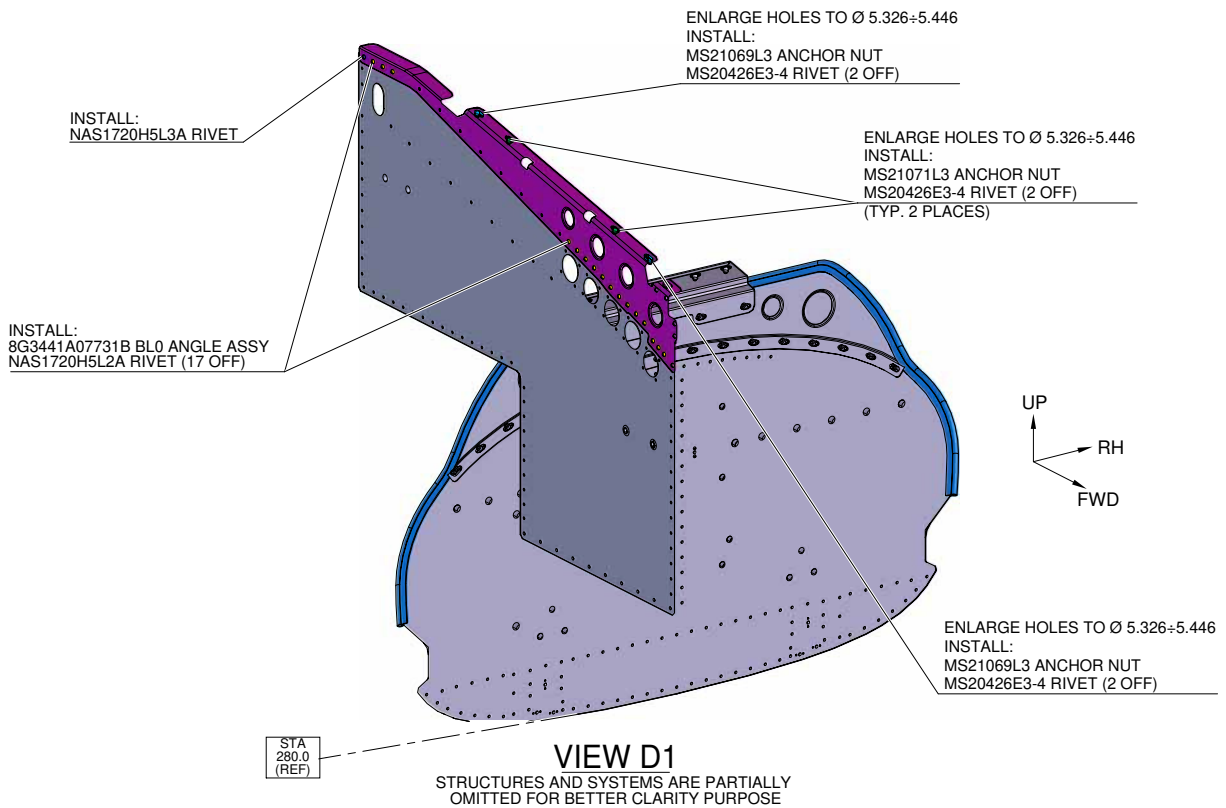 ENLARGE HOLES TO Ø 5.326÷5.446
INSTALL:
MS21069L3 ANCHOR NUT
MS20426E3-4 RIVET (2 OFF)
INSTALL:
NAS1720H5L3A RIVET
ENLARGE HOLES TO Ø 5.326÷5.446
INSTALL:
MS21071L3 ANCHOR NUT
MS20426E3-4 RIVET (2 OFF)
(TYP. 2 PLACES)
INSTALL:
8G3441A07731B BL0 ANGLE ASSY
NAS1720H5L2A RIVET (17 OFF)
UP
RH
FWD
ENLARGE HOLES TO Ø 5.326÷5.446
INSTALL:
MS21069L3 ANCHOR NUT
MS20426E3-4 RIVET (2 OFF)
STA
280.0
(REF)
VIEW D1
STRUCTURES AND SYSTEMS ARE PARTIALLY
OMITTED FOR BETTER CLARITY PURPOSE